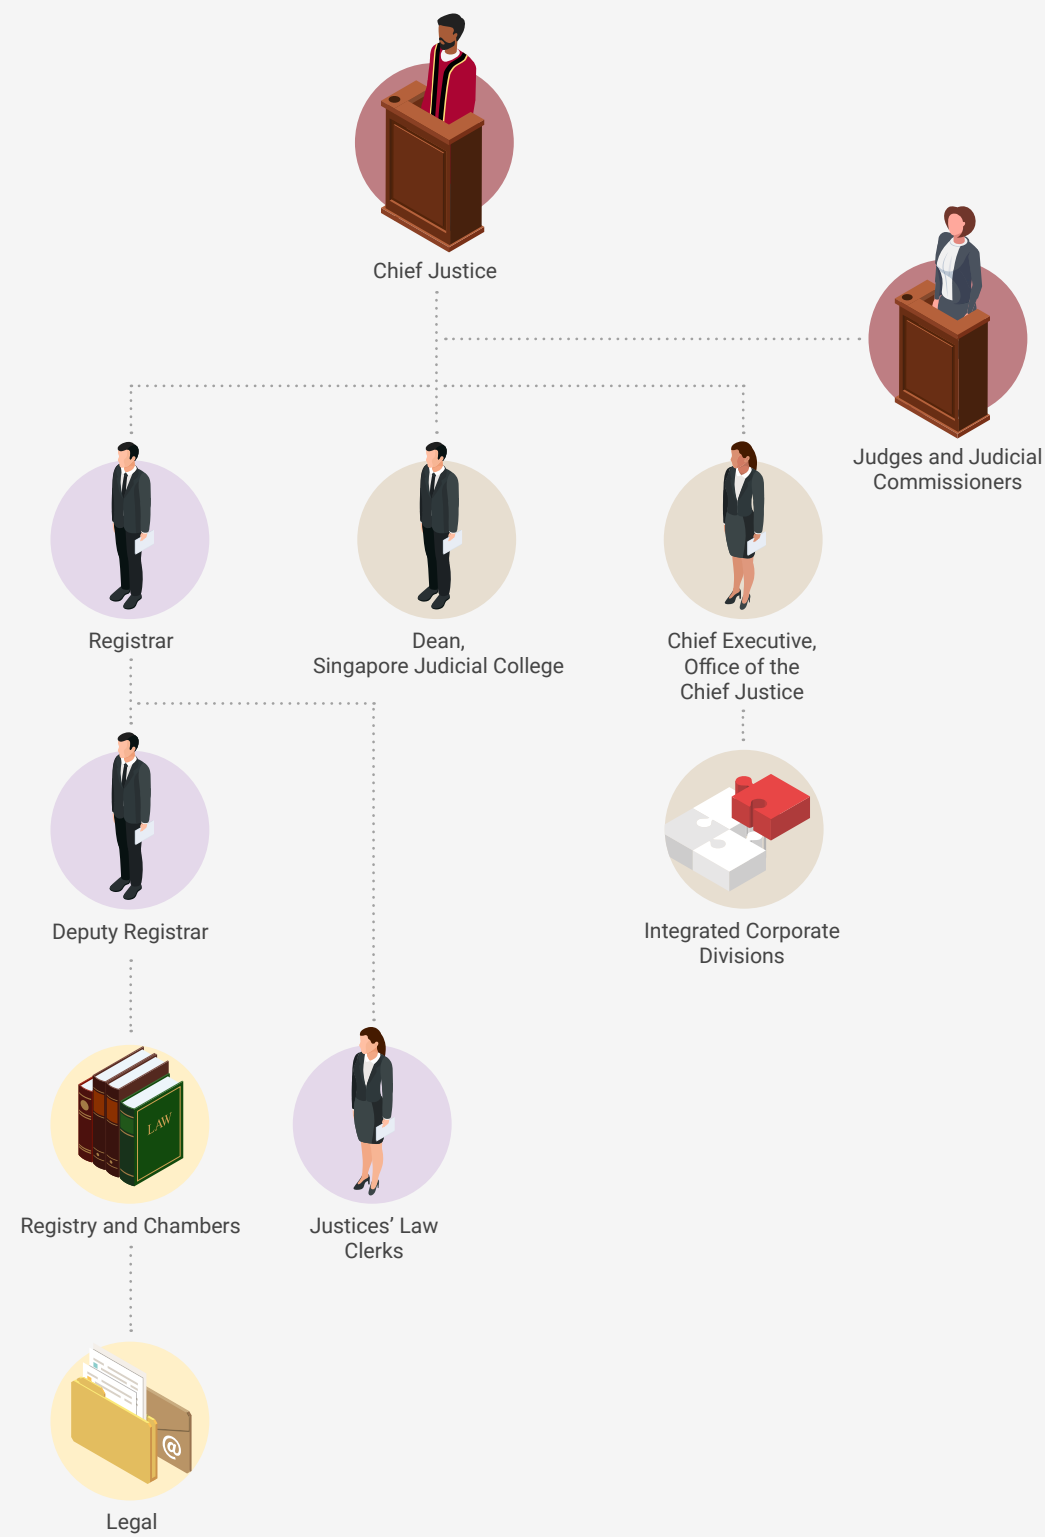 Chief Justice
Judges and Judicial
Commissioners
Registrar
Dean,
Singapore Judicial College
Chief Executive,
Office of the
Chief Justice
Deputy Registrar
Integrated Corporate
Divisions
LAW
Registry and Chambers
Justices’ Law
Clerks
@
Legal